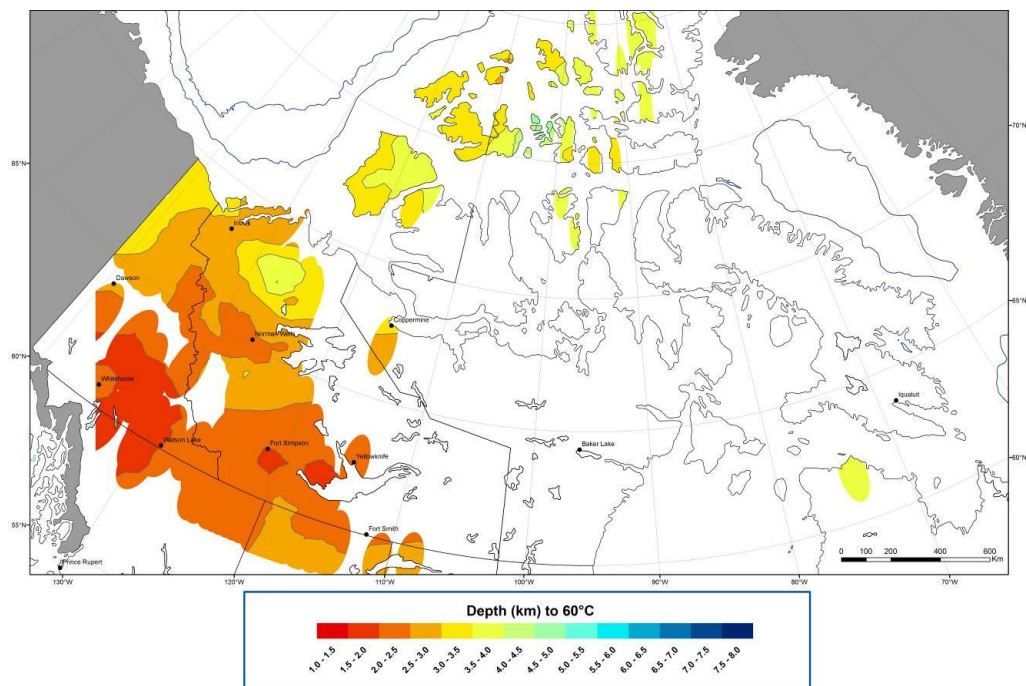 70°N
65°N
Inuvik
Dawson
65°N
Coppermine
Norman Wells
60°N
Whitehorse
Iqualuit
60°N
Watson Lake
Fort Simpson
Baker Lake
Yellowknife
55°N
Fort Smith
55°N
0 100 200 400 600
Km
Prince Rupert
130°W 120°W 110°W 100°W 90°W 80°W 70°W
Depth (km) to 60°C
1.0 - 1.5 1.5 - 2.0 2.0 - 2.5 2.5 - 3.0 3.0 - 3.5 3.5 - 4.0 4.0 - 4.5 4.5 - 5.0 5.0 - 5.5 5.5 - 6.0 6.0 - 6.5 6.5 - 7.0 7.0 - 7.5 7.5 - 8.0